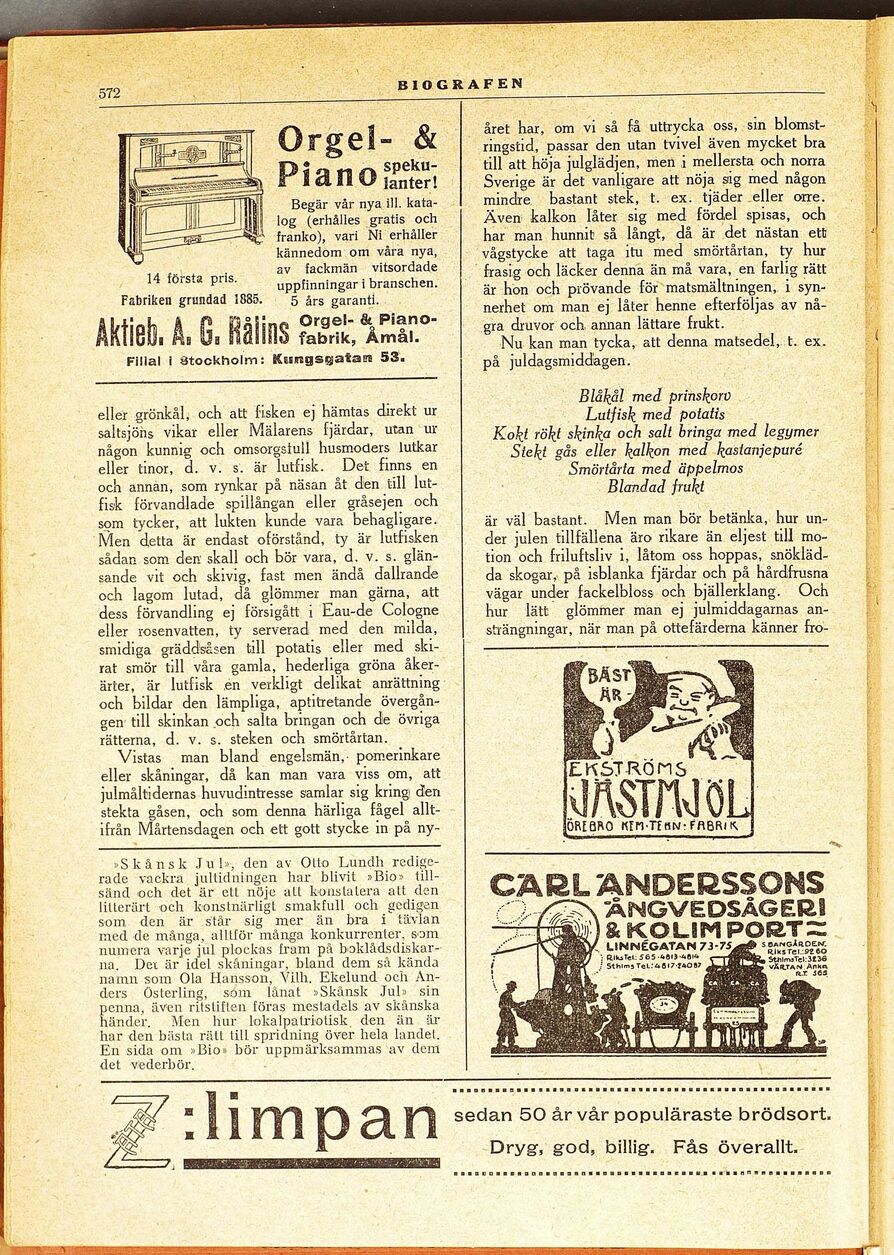 572
BIOGRAFEN
Orgel- &
Piano speku-
lanter!
Begär vår nya ill. kata-
log (erhålles gratis och
franko), vari Ni erhåller
kännedom om våra nya,
av fackmän vitsordade
uppfinningar i branschen.
5 års garanti.
14 första pris.
Fabriken grundad 1885.
Aktieb. A. G. Rålins Orgel- & Piano-
fabrik, Åmål.
Filial i Stockholm: Kungsgatan 53.
eller grönkål, och att fisken ej hämtas direkt ur
saltsjöns vikar eller Mälarens fjärdar, utan ur
någon kunnig och omsorgsfull husmoders lutkar
eller tinor, d. v. s. är lutfisk. Det finns en
och annan, som rynkar på näsan åt den till lut-
fisk förvandlade spillångan eller gråsejen och
som tycker, att lukten kunde vara behagligare.
Men detta är endast oförstånd, ty är lutfisken
sådan som den skall och bör vara, d. v. s. glän-
sande vit och skivig, fast men ändå dallrande
och lagom lutad, då glömmer man gärna, att
dess förvandling ej försigått i Eau-de Cologne
eller rosenvatten, ty serverad med den milda,
smidiga gräddsåsen till potatis eller med ski-
rat smör till våra gamla, hederliga gröna åker-
ärter, är lutfisk en verkligt delikat anrättning
och bildar den lämpliga, aptitretande övergån-
gen till skinkan och salta bringan och de övriga
rätterna, d. v. s. steken och smörtårtan.
Vistas man bland engelsmän, pomerinkare
eller skåningar, då kan man vara viss om, att
julmåltidernas huvudintresse samlar sig kring den
stekta gåsen, och som denna härliga fågel allt-
ifrån Mårtensdagen och ett gott stycke in på ny-
»Skånsk Jul», den av Otto Lundh redige-
rade vackra jultidningen har blivit »Bio» till-
sänd och det är ett nöje att konstatera att den
litterärt och konstnärligt smakfull och gedigen
som den är står sig mer än bra i tävlan
med de många, alltför många konkurrenter, som
numera varje jul plockas fram på boklådsdiskar-
na. Det är idel skåningar, bland dem så kända
namn som Ola Hansson, Vilh. Ekelund och An-
ders Österling, som lånat »Skånsk Jul» sin
penna, även ritstiften föras mestadels av skånska
händer. Men hur lokalpatriotisk den än är
har den bästa rätt till spridning över hela landet.
En sida om »Bio» bör uppmärksammas av dem
det vederbör.
året har, om vi så få uttrycka oss, sin blomst-
ringstid, passar den utan tvivel även mycket bra
till att höja julglädjen, men i mellersta och norra
Sverige är det vanligare att nöja sig med någon
mindre bastant stek, t. ex. tjäder eller orre.
Även kalkon låter sig med fördel spisas, och
har man hunnit så långt, då är det nästan ett
vågstycke att taga itu med smörtårtan, ty hur
frasig och läcker denna än må vara, en farlig rätt
är hon och prövande för matsmältningen, i syn-
nerhet om man ej låter henne efterföljas av nå-
gra druvor och annan lättare frukt.
Nu kan man tycka, att denna matsedel, t. ex.
på juldagsmiddagen.
Blåkål med prinskorv
Lutfisk med potatis
Kokt rökt skinka och salt bringa med legymer
Stekt gås eller kalkon med kastanjepuré
Smörtårta med äppelmos
Blandad frukt
är väl bastant. Men man bör betänka, hur un-
der julen tillfällena äro rikare än eljest till mo-
tion och friluftsliv i, låtom oss hoppas, snökläd-
da skogar, på isblanka fjärdar och på hårdfrusna
vägar under fackelbloss och bjällerklang. Och
hur lätt glömmer man ej julmiddagarnas an-
strängningar, när man på ottefärderna känner fro-
BÄST
ÄR
EKSTRÖMS
JÄSTMJÖL
ÖREBRO KEM-TEKN-FABRIK
CARL ANDERSSONS
ÅNGVEDSÅGERI
& KOLIMPORT
LINNÉGATAN 73-75
RiksTel: 565-4813-4814
Sthlms Tel: 4817-24087
SBANGÅRDEN.
RiksTel: 9260
SthlmsTel: 3236
VÄRTAN Ankn.
R.T. 565
Z:limpan
sedan 50 år vår populäraste brödsort.
Dryg, god, billig. Fås överallt.